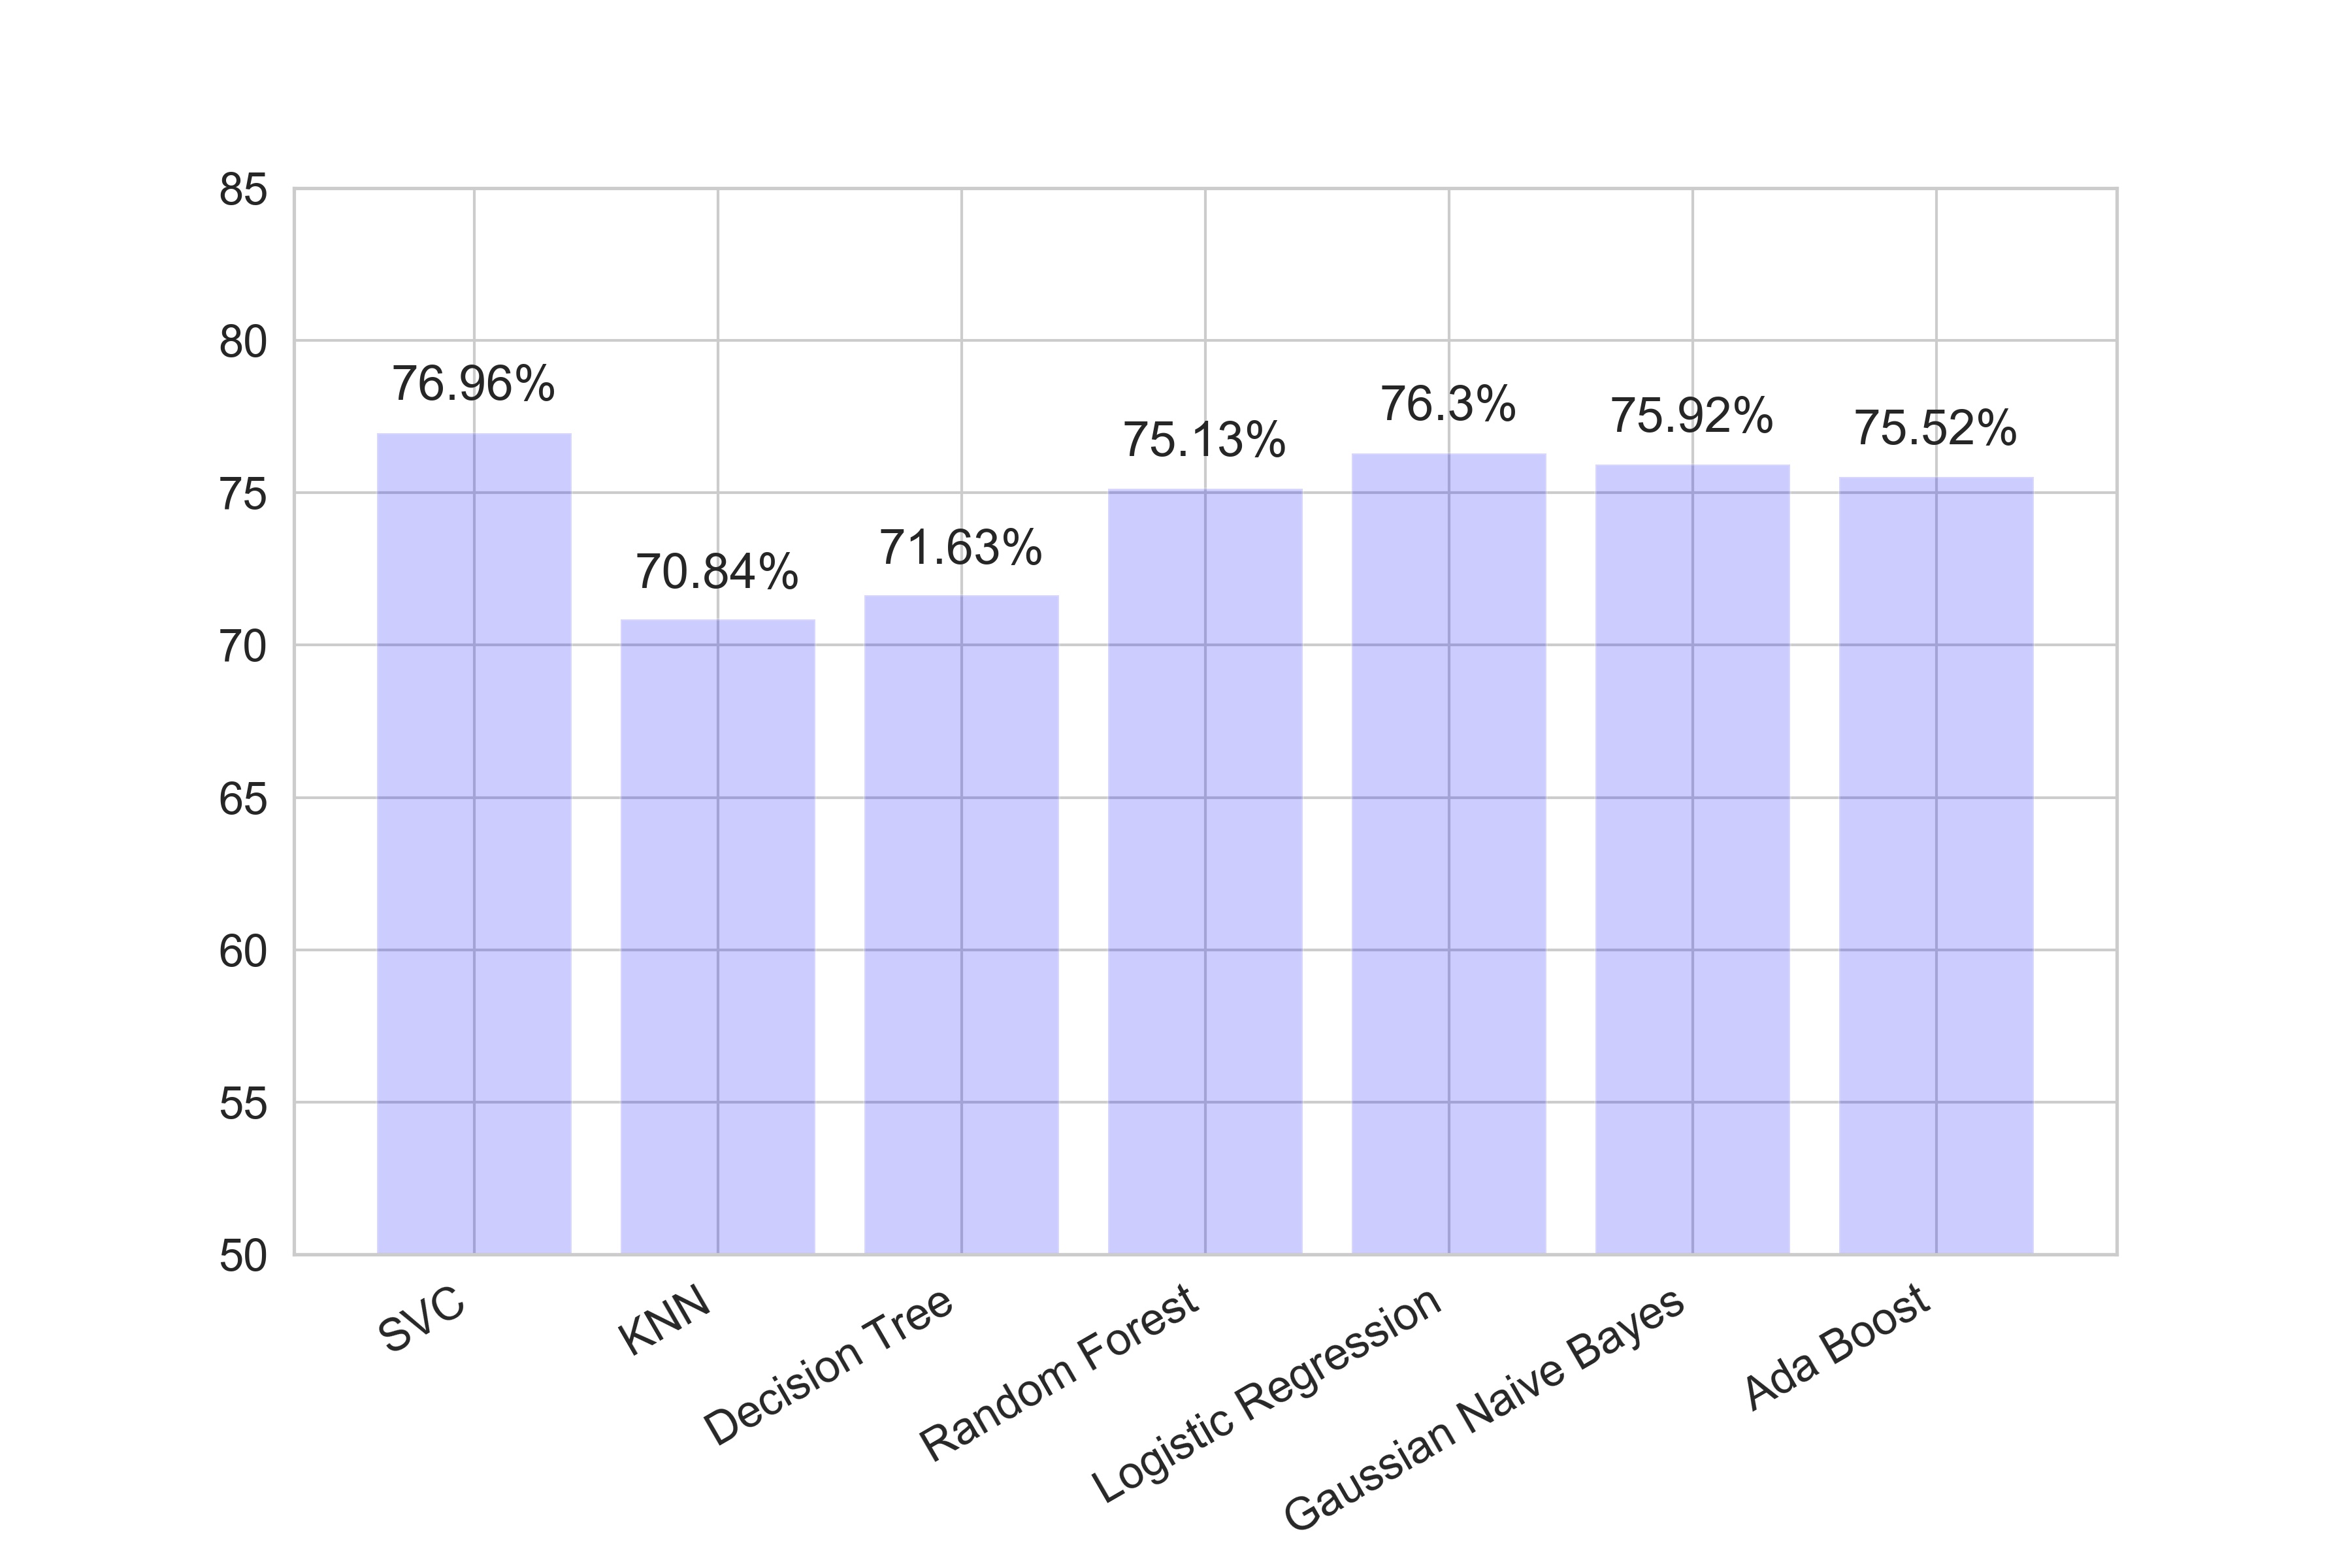 85
80
75
70
65
60
55
50
76.96%
70.84%
71.63%
75.13%
76.3%
75.92%
75.52%
SVC
KNN
Decision Tree
Random Forest
Logistic Regression
Gaussian Naive Bayes
Ada Boost